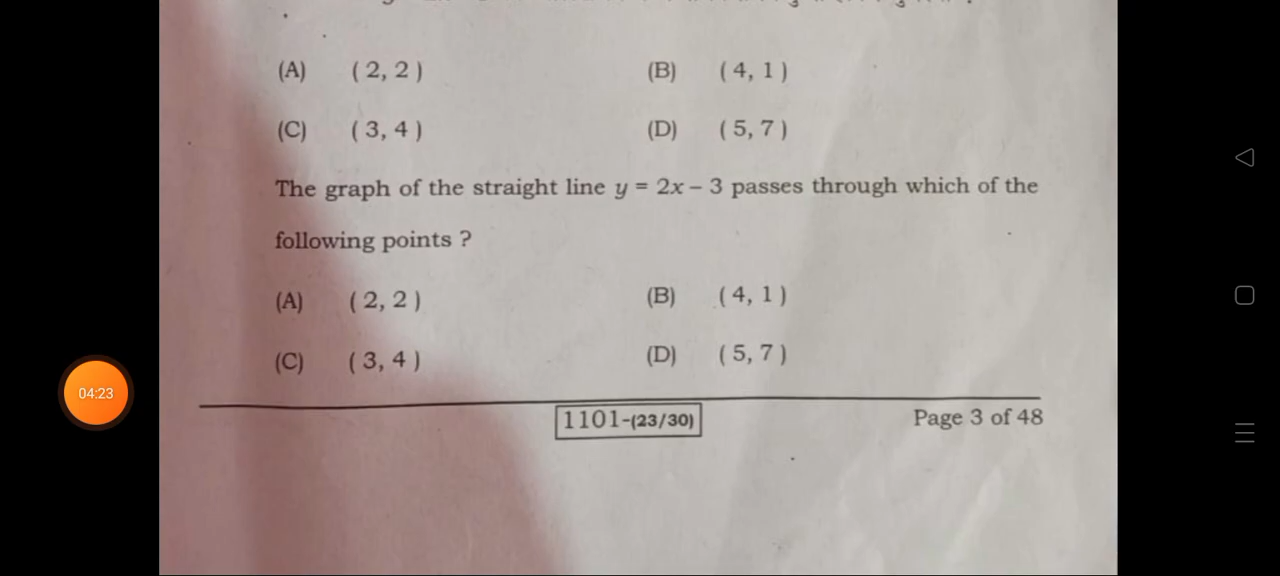 (A) ( 2, 2 ) (B) ( 4, 1 )
(C) ( 3, 4 ) (D) ( 5, 7 )
The graph of the straight line y = 2x – 3 passes through which of the
following points ?
(A) ( 2, 2 ) (B) ( 4, 1 )
(C) ( 3, 4 ) (D) ( 5, 7 )
04:23
1101-(23/30) Page 3 of 48